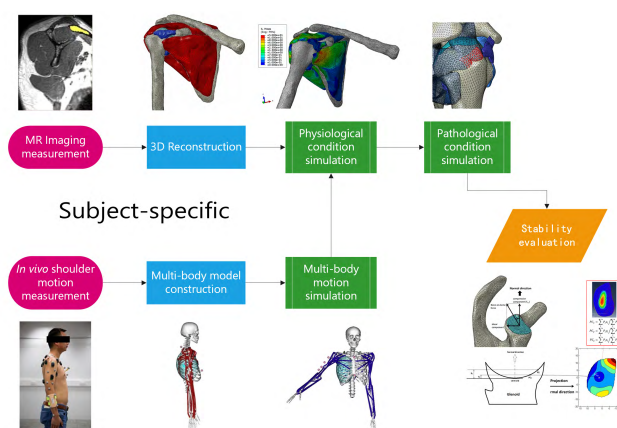 MR Imaging
measurement
3D Reconstruction
Physiological
condition
simulation
Pathological
condition
simulation
Subject-specific
Stability
evaluation
In vivo shoulder
motion
measurement
Multi-body model
construction
Multi-body
motion
simulation
Normal direction
Glenoid
Projection